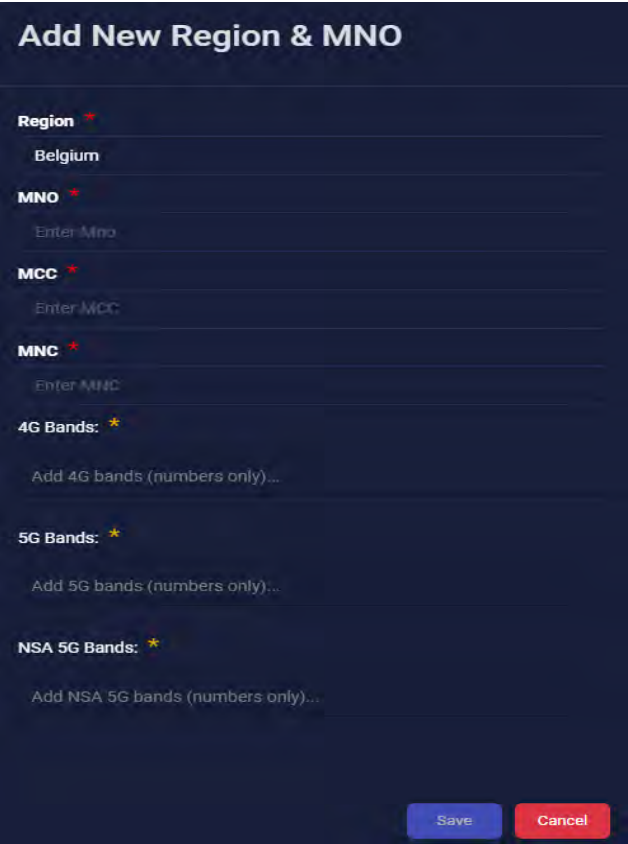 Add New Region & MNO
Region *
Belgium
MNO *
Enter Mno
MCC *
Enter MCC
MNC *
Enter MNC
4G Bands: *
Add 4G bands (numbers only)...
5G Bands: *
Add 5G bands (numbers only)...
NSA 5G Bands: *
Add NSA 5G bands (numbers only)...
Save Cancel